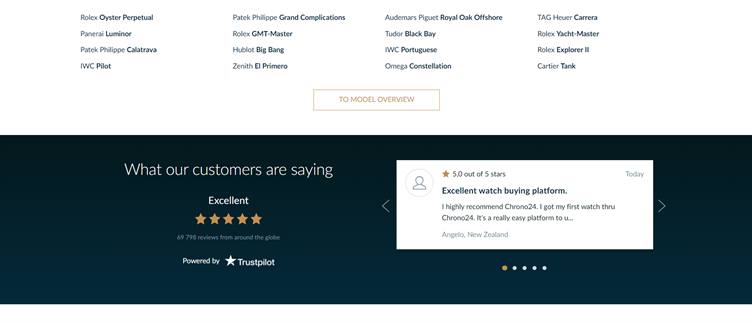 Rolex Oyster Perpetual
Patek Philippe Grand Complications
Audemars Piguet Royal Oak Offshore
TAG Heuer Carrera
Panerai Luminor
Rolex GMT-Master
Tudor Black Bay
Rolex Yacht-Master
Patek Philippe Calatrava
Hublot Big Bang
IWC Portuguese
Rolex Explorer II
IWC Pilot
Zenith El Primero
Omega Constellation
Cartier Tank
TO MODEL OVERVIEW
What our customers are saying
Excellent
69 798 reviews from around the globe
Powered by Trustpilot
5,0 out of 5 stars
Today
Excellent watch buying platform.
I highly recommend Chrono24. I got my first watch thru
Chrono24. It's a really easy platform to u...
Angelo, New Zealand